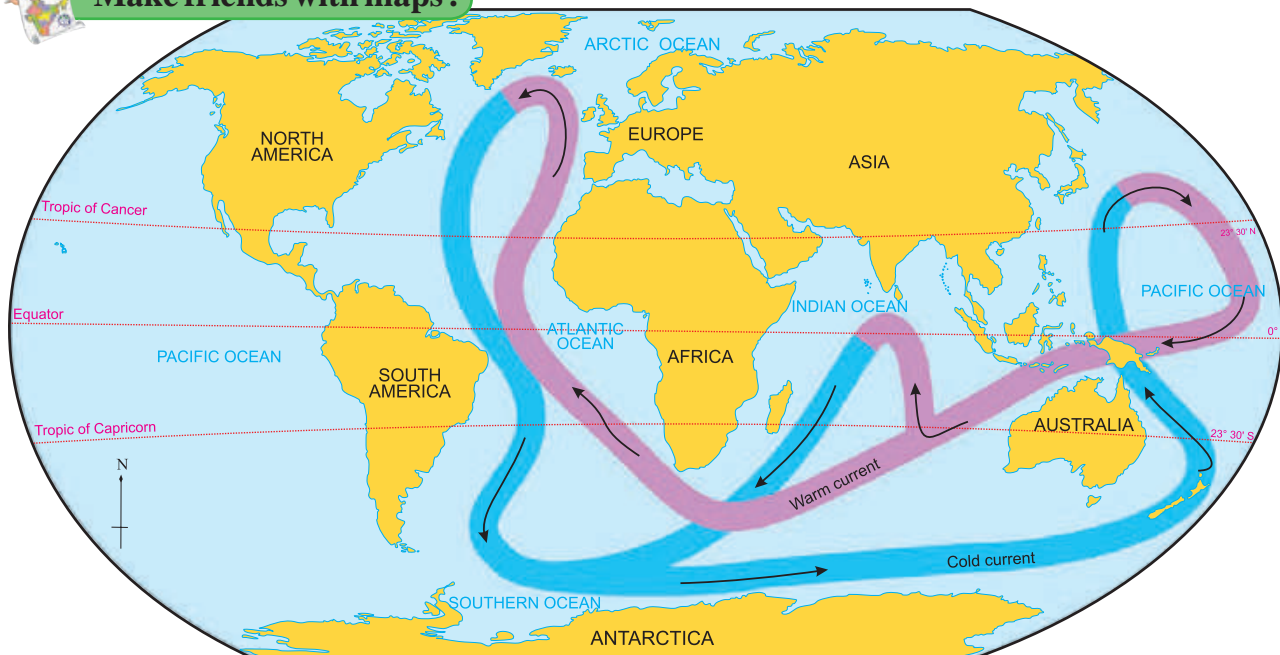 Make friends with maps !
ARCTIC OCEAN
NORTH
AMERICA
EUROPE
ASIA
Tropic of Cancer
23° 30' N
PACIFIC OCEAN
INDIAN OCEAN
Equator
0°
ATLANTIC
OCEAN
PACIFIC OCEAN
AFRICA
SOUTH
AMERICA
AUSTRALIA
Tropic of Capricorn
23° 30' S
N
Warm current
Cold current
SOUTHERN OCEAN
ANTARCTICA